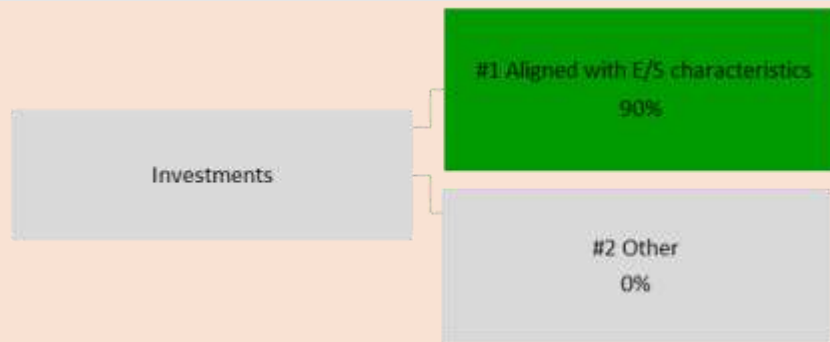 #1 Aligned with E/S characteristics
90%
Investments
#2 Other
0%